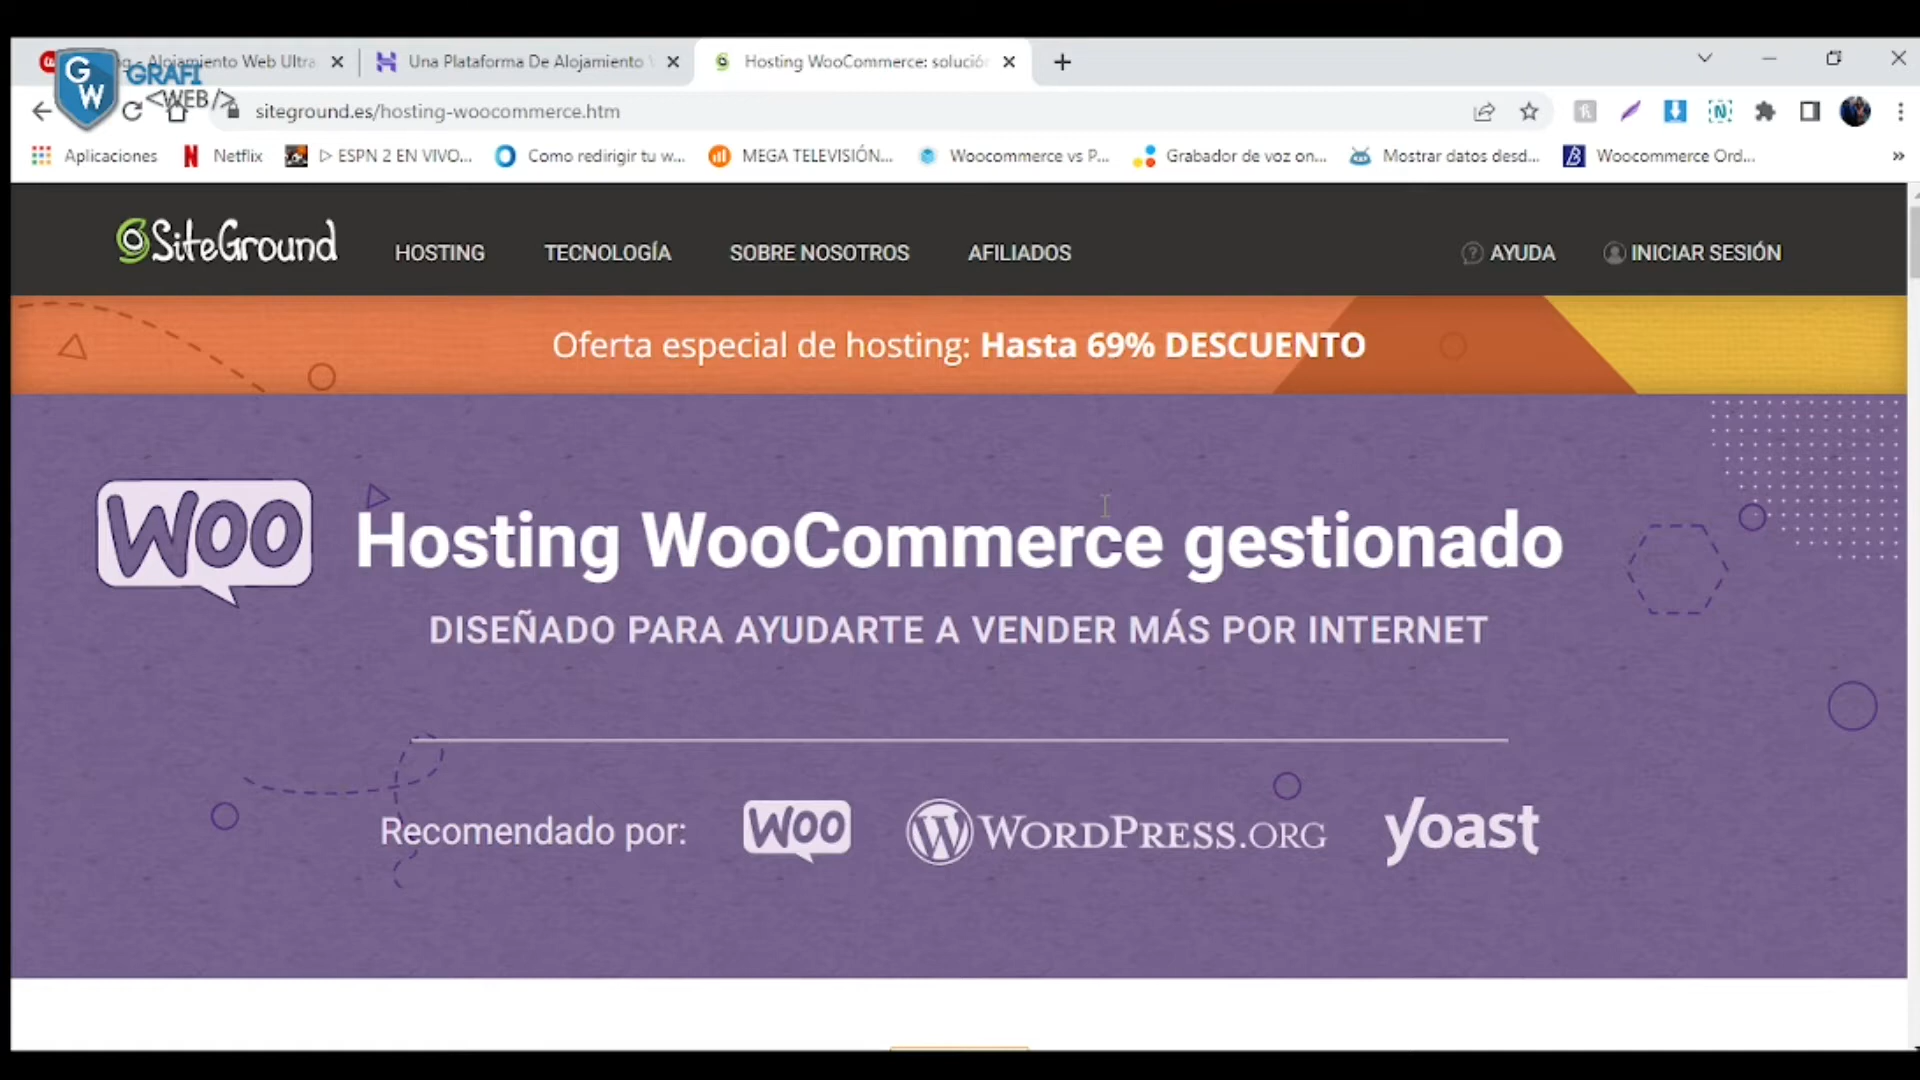 Alojamiento Web Ultra
Una Plataforma De Alojamiento
Hosting WooCommerce: solución
GW
GRAFI
<WEB/>
siteground.es/hosting-woocommerce.htm
Aplicaciones
Netflix
▷ ESPN 2 EN VIVO...
Como redirigir tu w...
MEGA TELEVISIÓN...
Woocommerce vs P...
Grabador de voz on...
Mostrar datos desd...
Woocommerce Ord...
SiteGround
HOSTING
TECNOLOGÍA
SOBRE NOSOTROS
AFILIADOS
AYUDA
INICIAR SESIÓN
Oferta especial de hosting: Hasta 69% DESCUENTO
WOO
Hosting WooCommerce gestionado
DISEÑADO PARA AYUDARTE A VENDER MÁS POR INTERNET
Recomendado por:
WOO
WORDPRESS.ORG
yoast